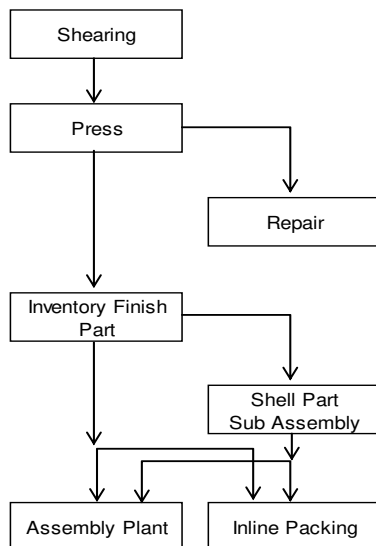 Shearing
Press
Repair
Inventory Finish
Part
Shell Part
Sub Assembly
Assembly Plant
Inline Packing